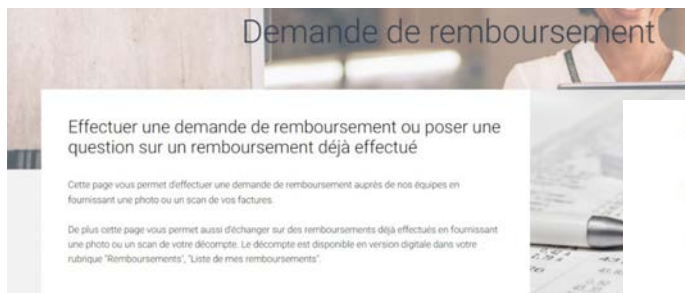 Demande de remboursement
Effectuer une demande de remboursement ou poser une
question sur un remboursement déjà effectué
Cette page vous permet d'effectuer une demande de remboursement auprès de nos équipes en
fournissant une photo ou un scan de vos factures.
De plus cette page vous permet aussi d'échanger sur des remboursements déjà effectués en fournissant
une photo ou un scan de votre décompte. Le décompte est disponible en version digitale dans votre
rubrique "Remboursements", "Liste de mes remboursements".